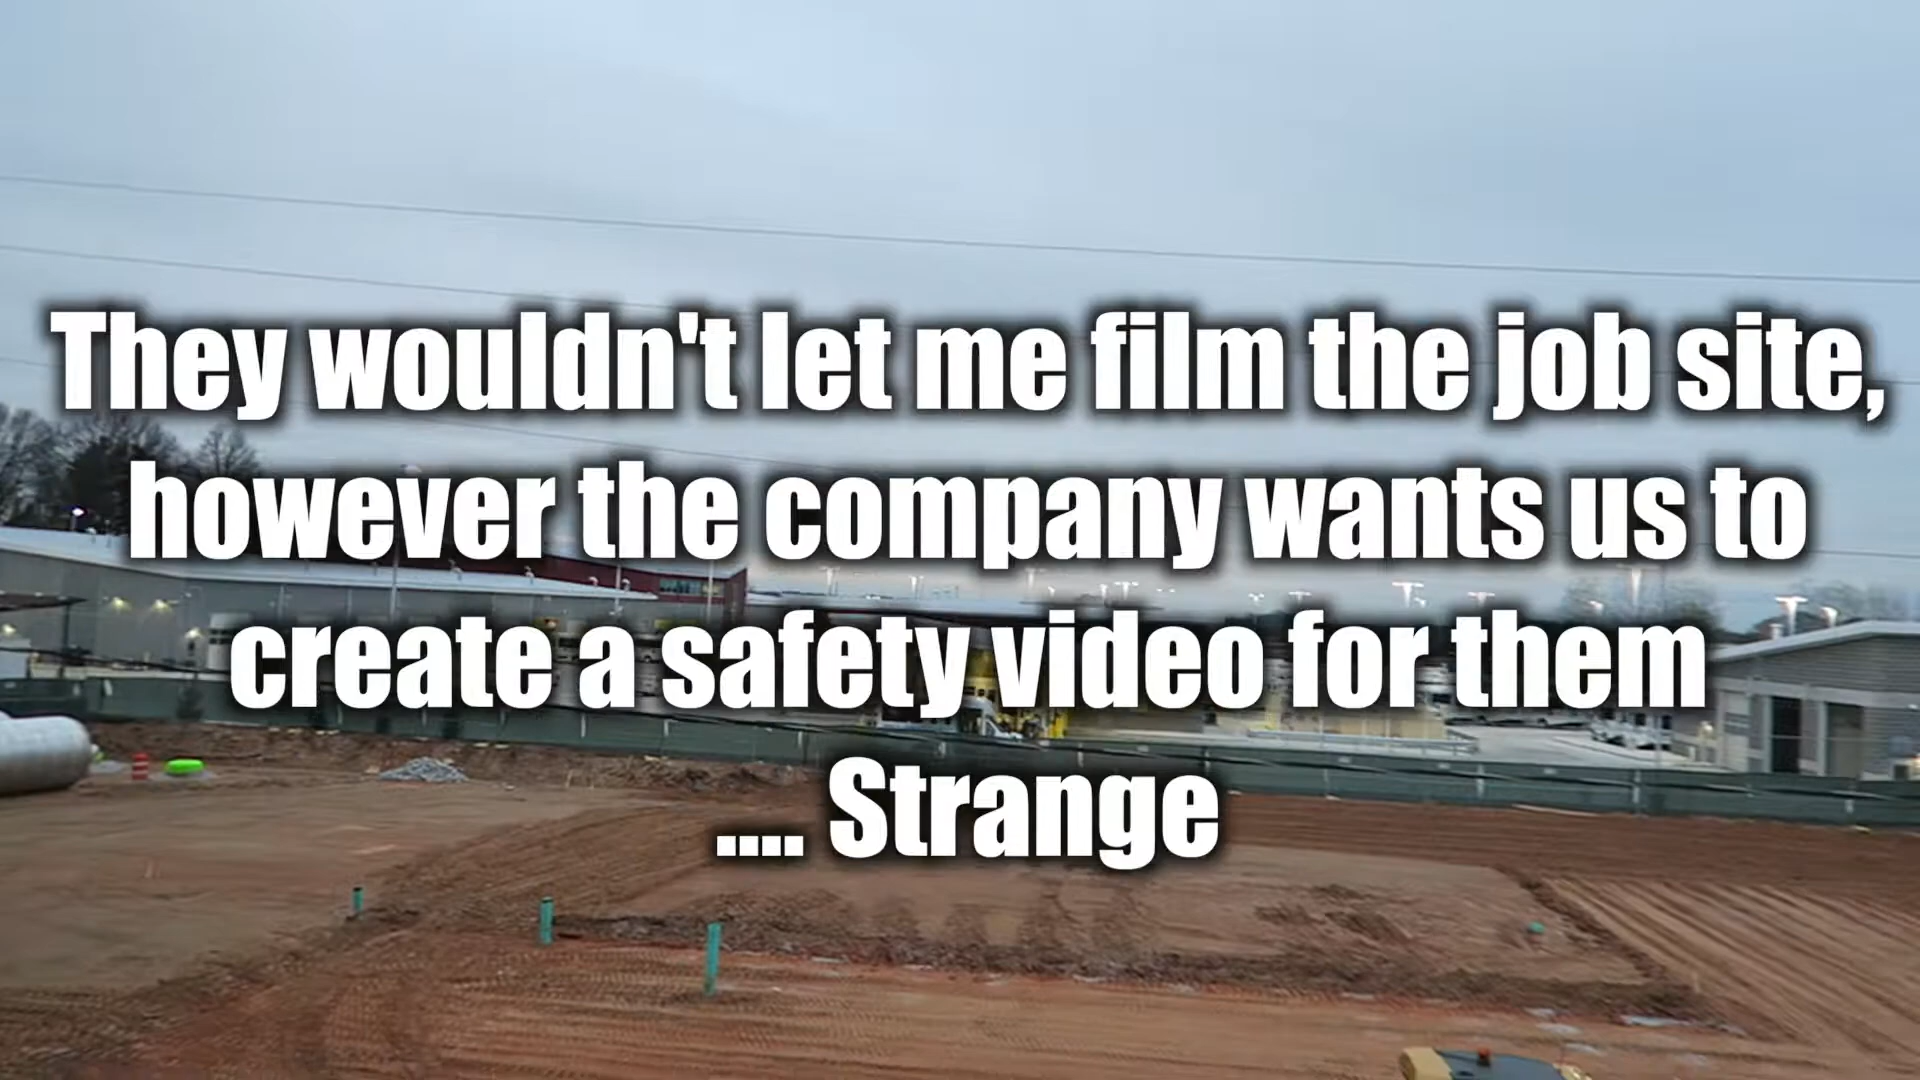 They wouldn't let me film the job site,
however the company wants us to
create a safety video for them
.... Strange